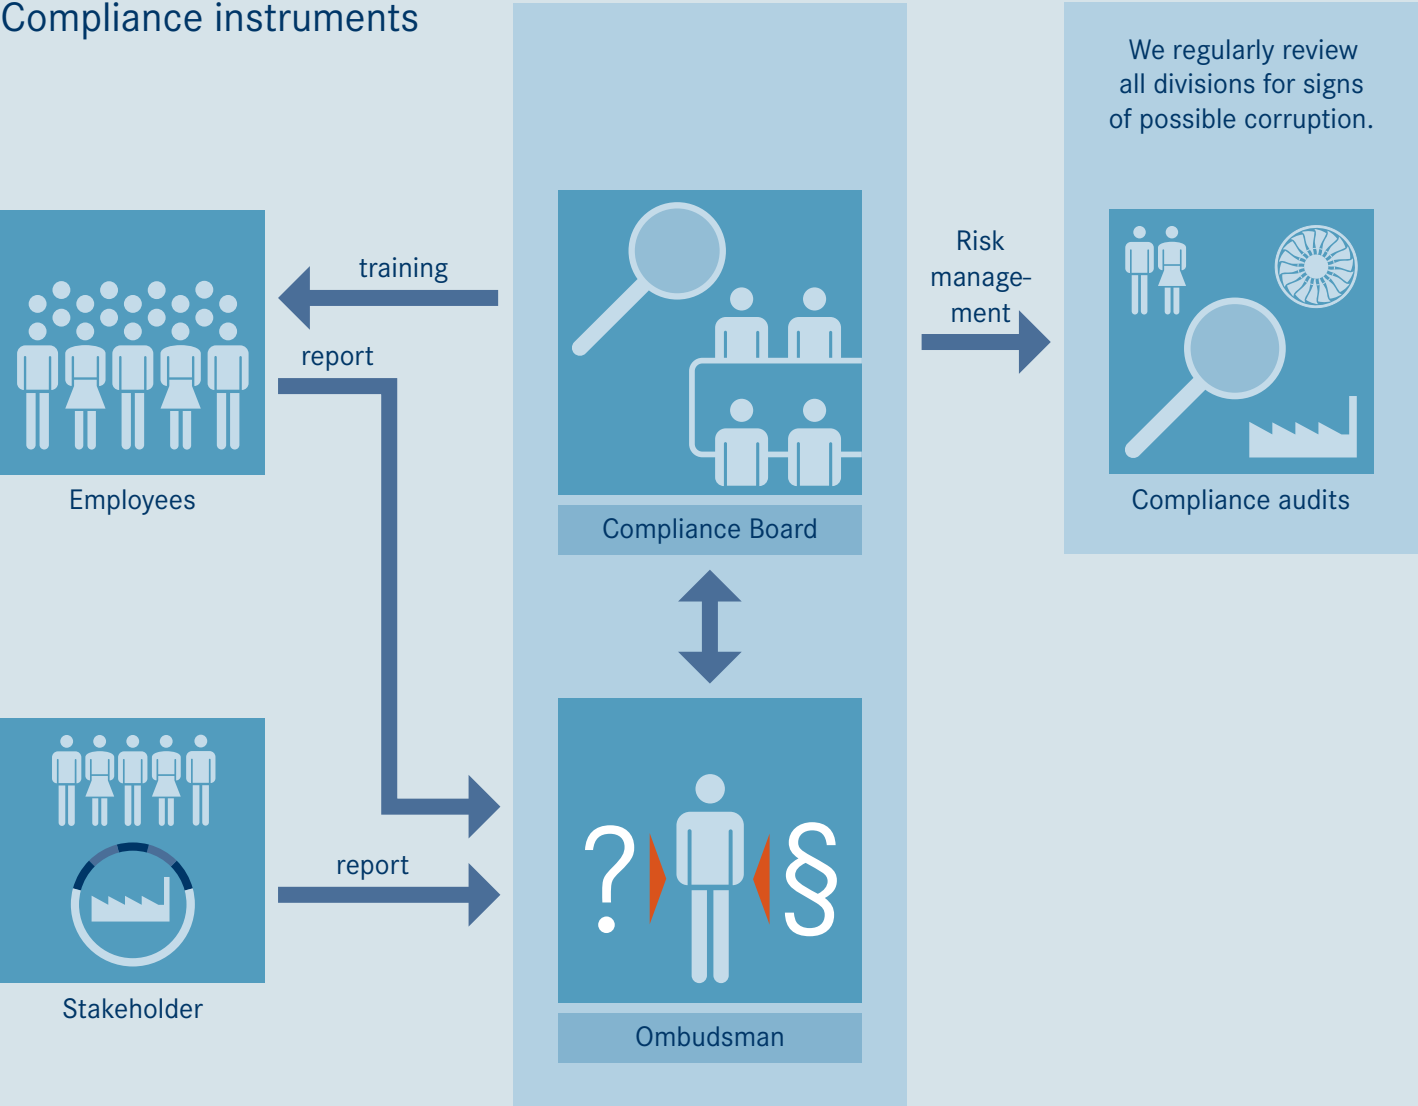 Compliance instruments
We regularly review
all divisions for signs
of possible corruption.
training
report
Risk
manage-
ment
Employees
Compliance Board
Compliance audits
report
? §
Stakeholder
Ombudsman